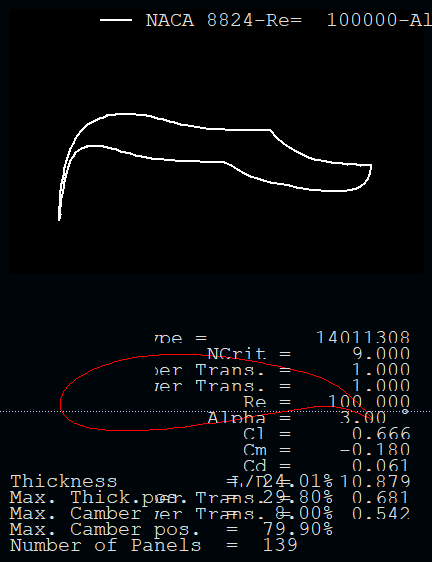 NACA 8824-Re= 100000-Al
ype = 14011308
NCrit = 9.000
er Trans. = 1.000
wer Trans. = 1.000
Re = 100 000
Alpha = 3.00 °
Cl = 0.666
Cm = -0.180
Cd = 0.061
Thickness = 24.01% L/D = 10.879
Max. Thick.pos. = 29.80% er Trans. = 0.681
Max. Camber = 8.00% wer Trans. = 0.542
Max. Camber pos. = 79.90%
Number of Panels = 139